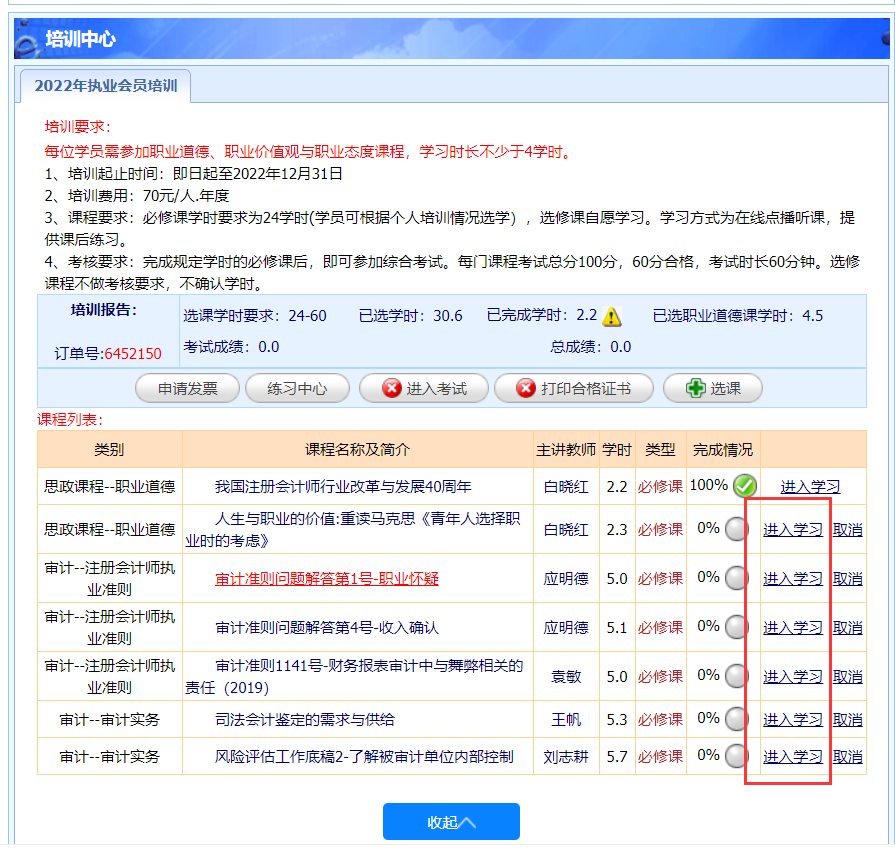 培训中心
2022年执业会员培训
培训要求：
每位学员需参加职业道德、职业价值观与职业态度课程，学习时长不少于4学时。
1、培训起止时间：即日起至2022年12月31日
2、培训费用：70元/人.年度
3、课程要求：必修课学时要求为24学时(学员可根据个人培训情况选学），选修课自愿学习。学习方式为在线点播听课，提
供课后练习。
4、考核要求：完成规定学时的必修课后，即可参加综合考试。每门课程考试总分100分，60分合格，考试时长60分钟。选修
课程不做考核要求，不确认学时。
培训报告：
订单号:6452150
选课学时要求：24-60 已选学时：30.6 已完成学时：2.2 已选职业道德课学时：4.5
考试成绩：0.0 总成绩：0.0
申请发票 练习中心 进入考试 打印合格证书 选课
课程列表：
类别 课程名称及简介 主讲教师 学时 类型 完成情况
思政课程--职业道德 我国注册会计师行业改革与发展40周年 白晓红 2.2 必修课 100% 进入学习
思政课程--职业道德 人生与职业的价值:重读马克思《青年人选择职
业时的考虑》 白晓红 2.3 必修课 0% 进入学习 取消
审计--注册会计师执
业准则 审计准则问题解答第1号-职业怀疑 应明德 5.0 必修课 0% 进入学习 取消
审计--注册会计师执
业准则 审计准则问题解答第4号-收入确认 应明德 5.1 必修课 0% 进入学习 取消
审计--注册会计师执
业准则 审计准则1141号-财务报表审计中与舞弊相关的
责任（2019） 袁敏 5.0 必修课 0% 进入学习 取消
审计--审计实务 司法会计鉴定的需求与供给 王帆 5.3 必修课 0% 进入学习 取消
审计--审计实务 风险评估工作底稿2-了解被审计单位内部控制 刘志耕 5.7 必修课 0% 进入学习 取消
收起